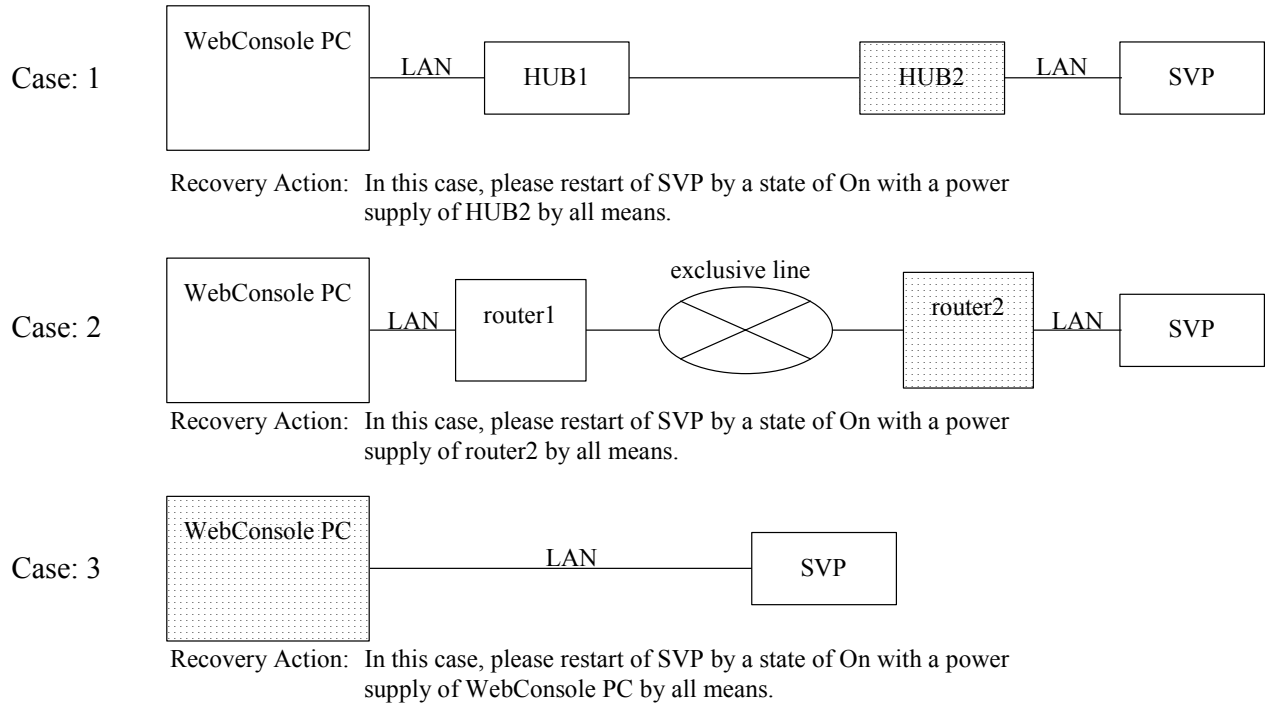 WebConsole PC
Case: 1
LAN
HUB1
HUB2
LAN
SVP
Recovery Action: In this case, please restart of SVP by a state of On with a power
supply of HUB2 by all means.
exclusive line
WebConsole PC
Case: 2
LAN
router1
router2
LAN
SVP
Recovery Action: In this case, please restart of SVP by a state of On with a power
supply of router2 by all means.
WebConsole PC
Case: 3
LAN
SVP
Recovery Action: In this case, please restart of SVP by a state of On with a power
supply of WebConsole PC by all means.